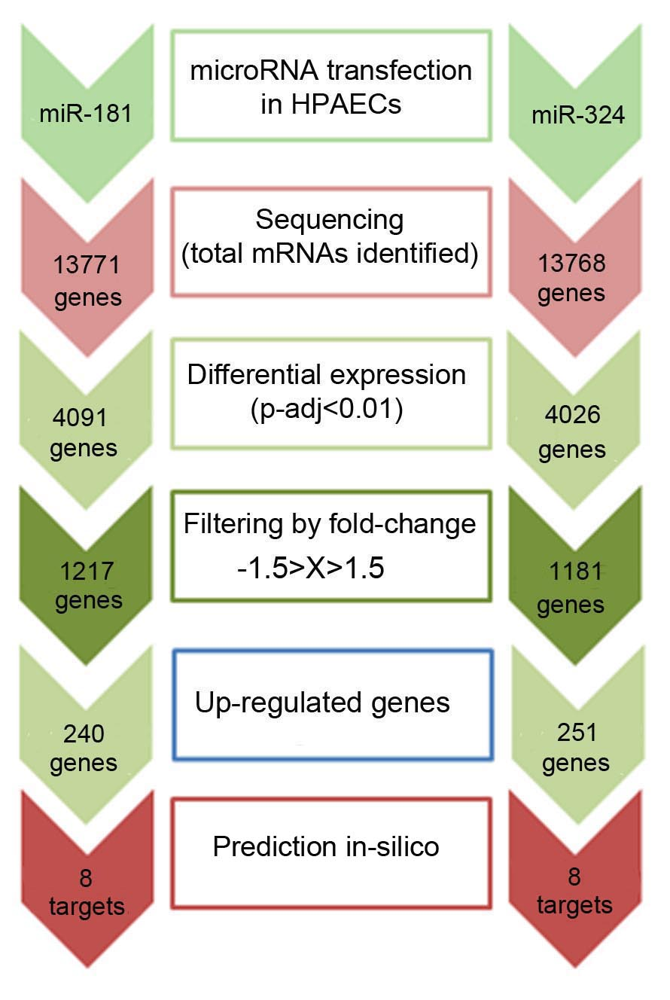 miR-181
microRNA transfection
in HPAECs
miR-324
13771
genes
Sequencing
(total mRNAs identified)
13768
genes
4091
genes
Differential expression
(p-adj<0.01)
4026
genes
1217
genes
Filtering by fold-change
-1.5>X>1.5
1181
genes
240
genes
Up-regulated genes
251
genes
8
targets
Prediction in-silico
8
targets